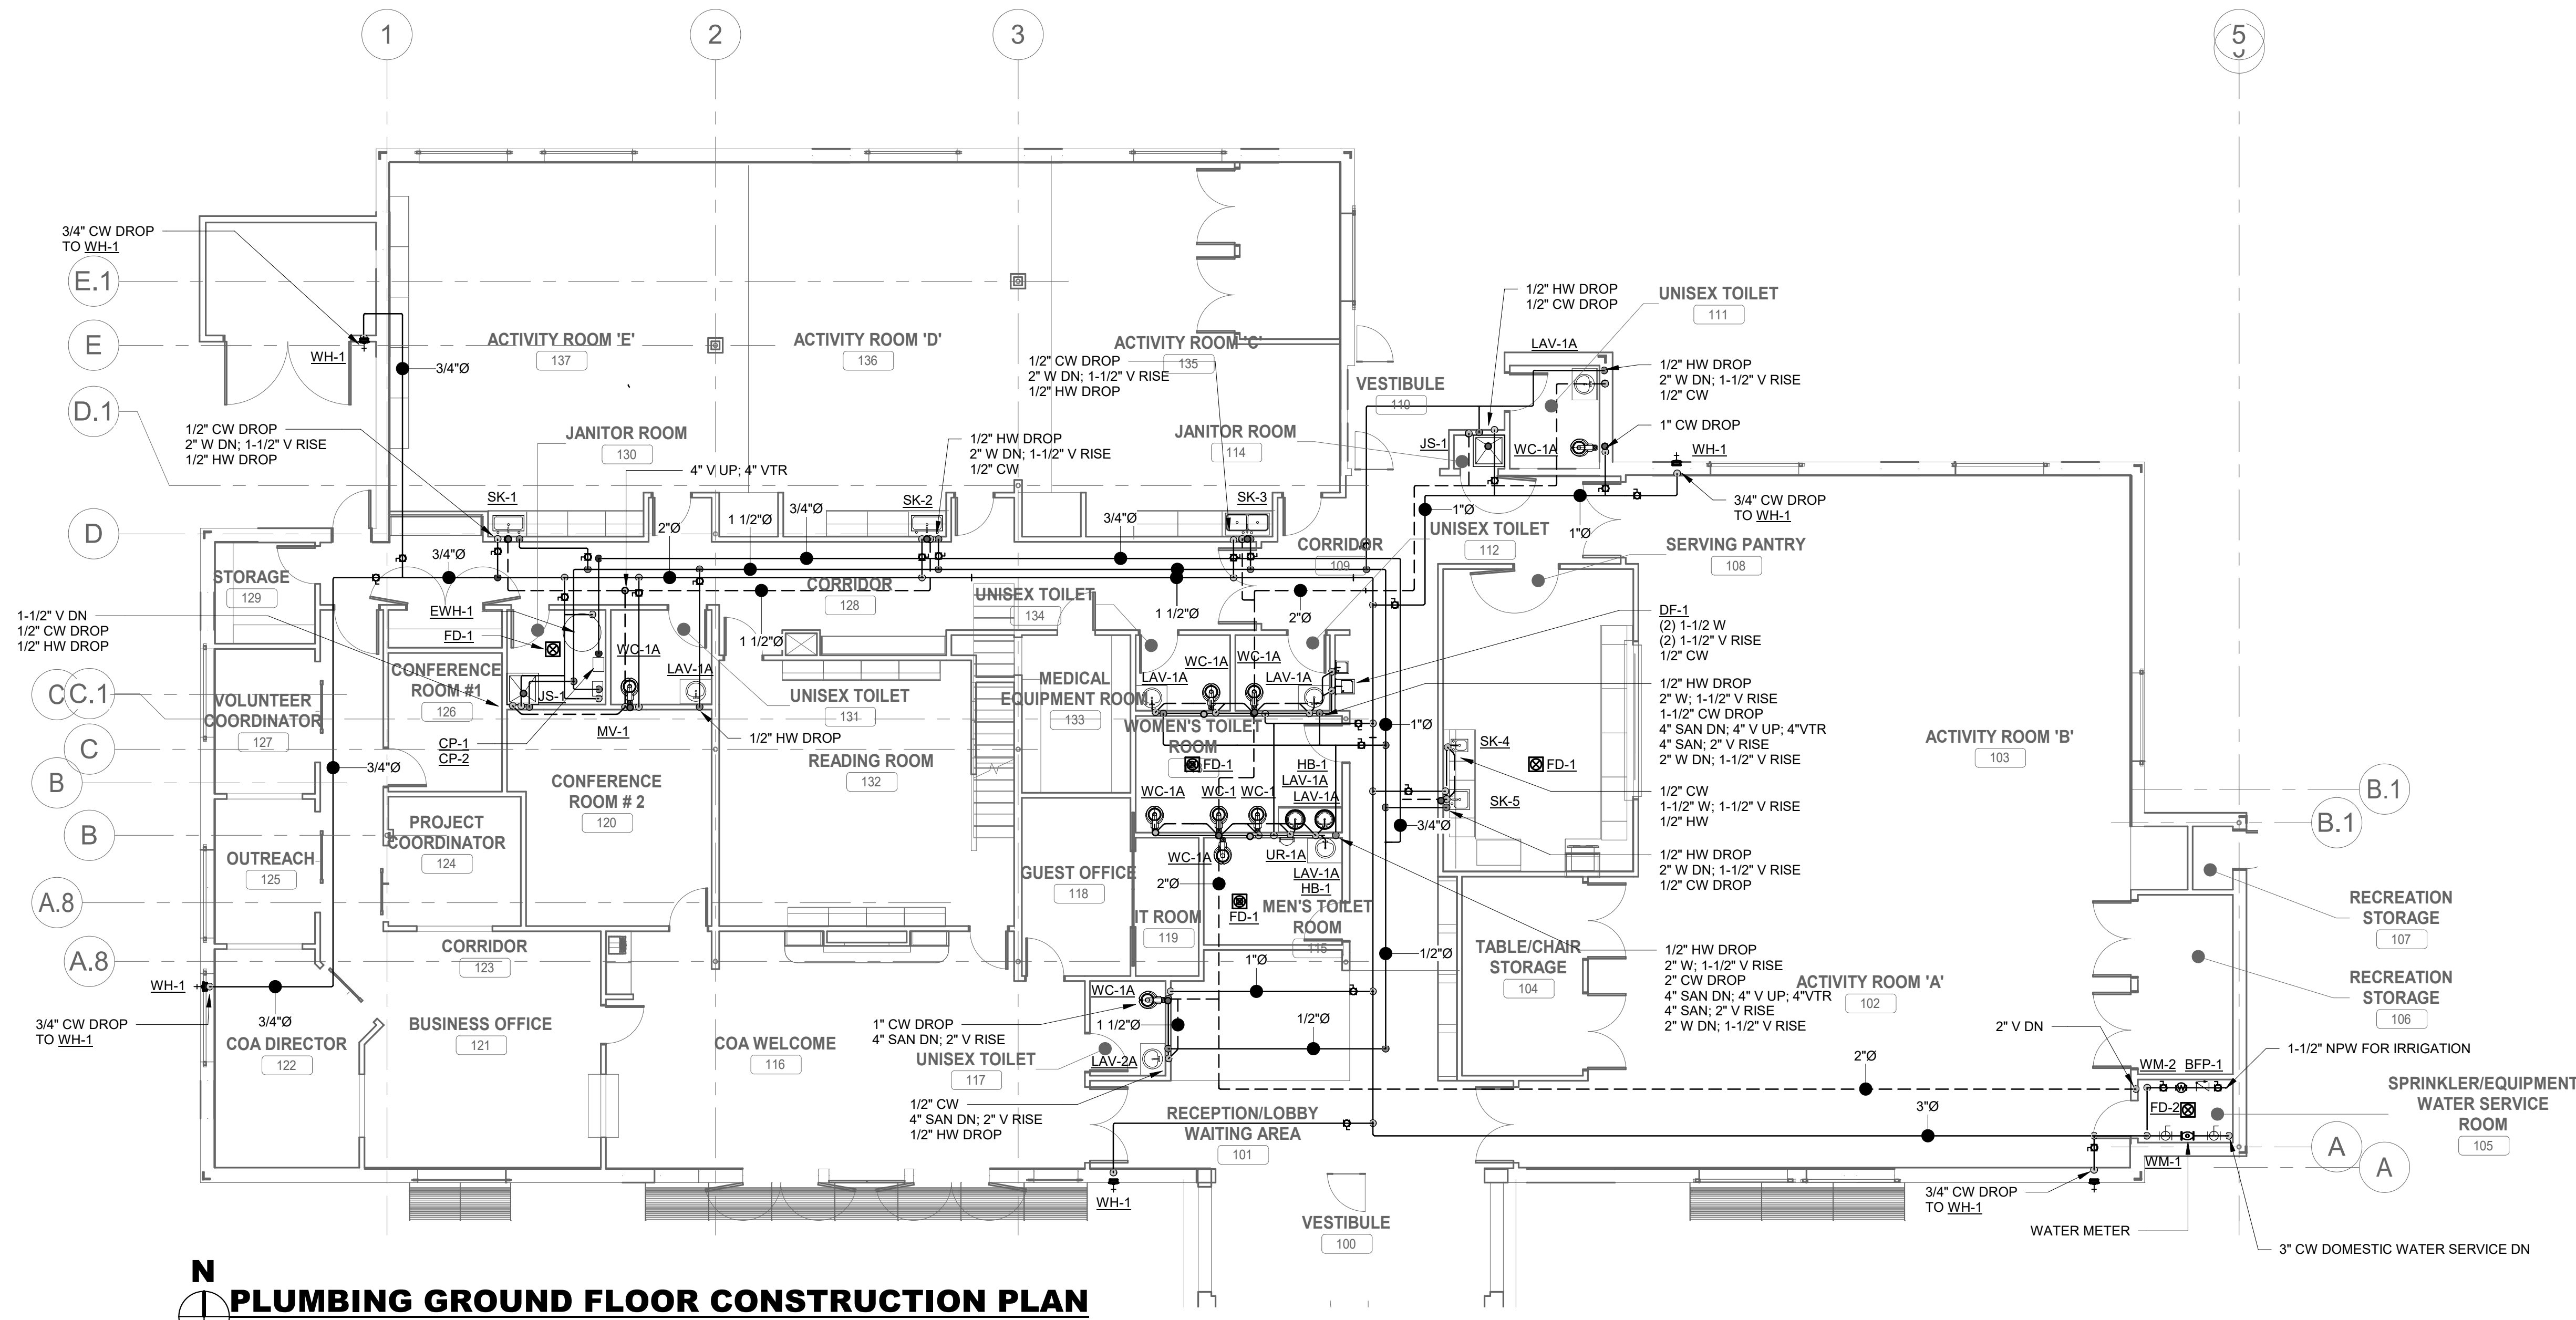 1
2
3
5
3/4" CW DROP
TO WH-1
E.1
E
D.1
D
C
C.1
C
B
B
A.8
A.8
WH-1
3/4"Ø
ACTIVITY ROOM 'E'
137
ACTIVITY ROOM 'D'
136
ACTIVITY ROOM 'C'
135
1/2" CW DROP
2" W DN; 1-1/2" V RISE
1/2" HW DROP
1/2" CW DROP
2" W DN; 1-1/2" V RISE
1/2" HW DROP
JANITOR ROOM
130
4" V UP; 4" VTR
1/2" HW DROP
2" W DN; 1-1/2" V RISE
1/2" CW
JANITOR ROOM
114
VESTIBULE
110
1/2" HW DROP
1/2" CW DROP
UNISEX TOILET
111
LAV-1A
1/2" HW DROP
2" W DN; 1-1/2" V RISE
1/2" CW
1" CW DROP
JS-1
WC-1A
WH-1
3/4" CW DROP
TO WH-1
SK-1
SK-2
SK-3
2"Ø
1 1/2"Ø
3/4"Ø
3/4"Ø
1"Ø
1"Ø
UNISEX TOILET
112
SERVING PANTRY
108
CORRIDOR
109
STORAGE
129
3/4"Ø
EWH-1
FD-1
CORRIDOR
128
UNISEX TOILET
134
1 1/2"Ø
1 1/2"Ø
2"Ø
1-1/2" V DN
1/2" CW DROP
1/2" HW DROP
DF-1
(2) 1-1/2 W
(2) 1-1/2" V RISE
1/2" CW
WC-1A
LAV-1A
JS-1
MV-1
CP-1
CP-2
1/2" HW DROP
UNISEX TOILET
131
CONFERENCE
ROOM #1
126
VOLUNTEER
COORDINATOR
127
3/4"Ø
MEDICAL
EQUIPMENT ROOM
133
WC-1A
WC-1A
LAV-1A
LAV-1A
WOMEN'S TOILET
ROOM
FD-1
HB-1
LAV-1A
LAV-1A
WC-1A
WC-1
WC-1
1/2" HW DROP
2" W; 1-1/2" V RISE
1-1/2" CW DROP
4" SAN DN; 4" V UP; 4"VTR
4" SAN; 2" V RISE
2" W DN; 1-1/2" V RISE
1"Ø
SK-4
FD-1
SK-5
1/2" CW
1-1/2" W; 1-1/2" V RISE
1/2" HW
1/2" HW DROP
2" W DN; 1-1/2" V RISE
1/2" CW DROP
3/4"Ø
ACTIVITY ROOM 'B'
103
B.1
B.1
READING ROOM
132
CONFERENCE
ROOM # 2
120
PROJECT
COORDINATOR
124
OUTREACH
125
GUEST OFFICE
118
WC-1A
UR-1A
LAV-1A
HB-1
2"Ø
FD-1
MEN'S TOILET
ROOM
115
IT ROOM
119
CORRIDOR
123
RECREATION
STORAGE
107
TABLE/CHAIR
STORAGE
104
1/2"Ø
1/2" HW DROP
2" W; 1-1/2" V RISE
2" CW DROP
4" SAN DN; 4" V UP; 4"VTR
4" SAN; 2" V RISE
2" W DN; 1-1/2" V RISE
ACTIVITY ROOM 'A'
102
RECREATION
STORAGE
106
WH-1
3/4" CW DROP
TO WH-1
3/4"Ø
COA DIRECTOR
122
BUSINESS OFFICE
121
COA WELCOME
116
1" CW DROP
4" SAN DN; 2" V RISE
UNISEX TOILET
117
WC-1A
1"Ø
1 1/2"Ø
1/2"Ø
LAV-2A
1/2" CW
4" SAN DN; 2" V RISE
1/2" HW DROP
2" V DN
2"Ø
WM-2
BFP-1
1-1/2" NPW FOR IRRIGATION
FD-2
SPRINKLER/EQUIPMENT
WATER SERVICE
ROOM
105
RECEPTION/LOBBY
WAITING AREA
101
3"Ø
A
A
WM-1
WH-1
3/4" CW DROP
TO WH-1
WATER METER
3" CW DOMESTIC WATER SERVICE DN
VESTIBULE
100
N
PLUMBING GROUND FLOOR CONSTRUCTION PLAN